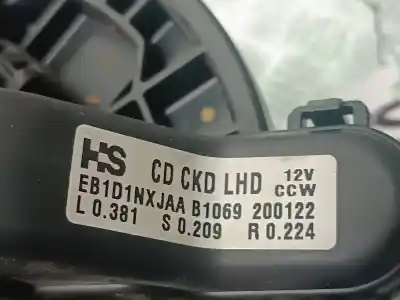 HS CD CKD LHD 12V CCW
EB1D1NXJAA B1069 200122
L 0.381 S 0.209 R 0.224